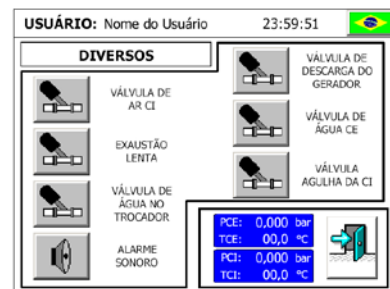 USUÁRIO: Nome do Usuário 23:59:51
DIVERSOS
VÁLVULA DE
AR CI
EXAUSTÃO
LENTA
VÁLVULA DE
ÁGUA NO
TROCADOR
ALARME
SONORO
VÁLVULA DE
DESCARGA DO
GERADOR
VÁLVULA DE
ÁGUA CE
VÁLVULA
AGULHA DA CI
PCE: 0,000 bar
TCE: 00,0 °C
PCI: 0,000 bar
TCI: 00,0 °C